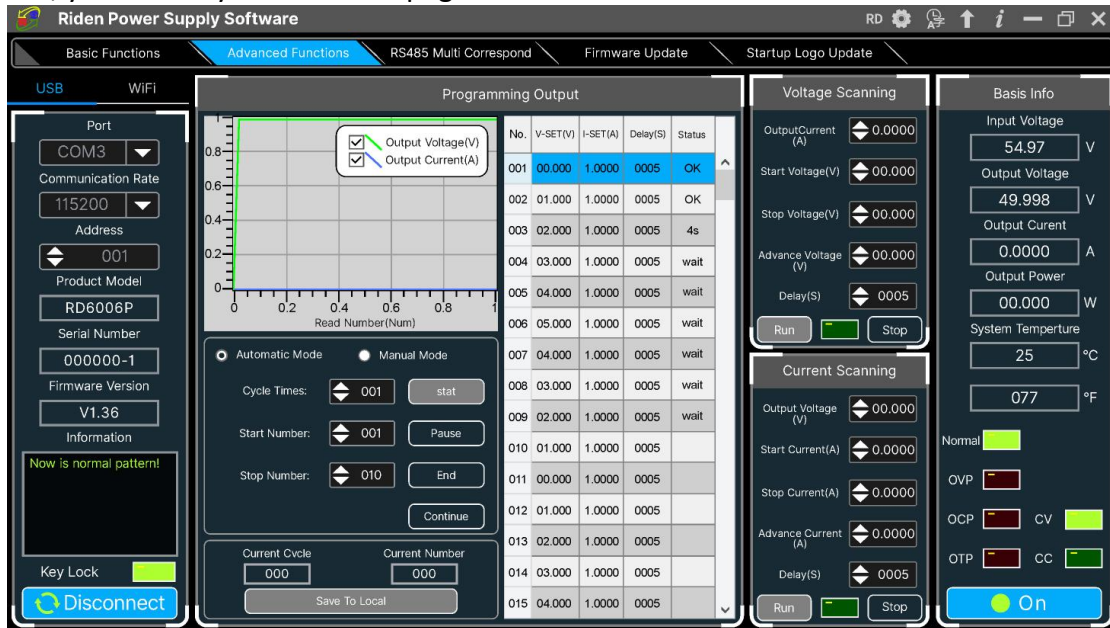 Riden Power Supply Software
RD
Basic Functions
Advanced Functions
RS485 Multi Correspond
Firmware Update
Startup Logo Update
USB WiFi
Port
COM3
Communication Rate
115200
Address
001
Product Model
RD6006P
Serial Number
000000-1
Firmware Version
V1.36
Information
Now is normal pattern!
Key Lock
Disconnect
Programming Output
1
0.8
0.6
0.4
0.2
0
0 0.2 0.4 0.6 0.8 1
Read Number(Num)
Output Voltage(V)
Output Current(A)
Automatic Mode
Manual Mode
Cycle Times: 001 stat
Start Number: 001 Pause
Stop Number: 010 End
Continue
Current Cvcle Current Number
000 000
Save To Local
No. V-SET(V) I-SET(A) Delay(S) Status
001 00.000 1.0000 0005 OK
002 01.000 1.0000 0005 OK
003 02.000 1.0000 0005 4s
004 03.000 1.0000 0005 wait
005 04.000 1.0000 0005 wait
006 05.000 1.0000 0005 wait
007 04.000 1.0000 0005 wait
008 03.000 1.0000 0005 wait
009 02.000 1.0000 0005 wait
010 01.000 1.0000 0005
011 00.000 1.0000 0005
012 01.000 1.0000 0005
013 02.000 1.0000 0005
014 03.000 1.0000 0005
015 04.000 1.0000 0005
Voltage Scanning
OutputCurrent
(A)
0.0000
Start Voltage(V) 00.000
Stop Voltage(V) 00.000
Advance Voltage
(V)
00.000
Delay(S) 0005
Run Stop
Current Scanning
Output Voltage
(V)
00.000
Start Current(A) 0.0000
Stop Current(A) 0.0000
Advance Current
(A)
0.0000
Delay(S) 0005
Run Stop
Basis Info
Input Voltage
54.97 V
Output Voltage
49.998 V
Output Curent
0.0000 A
Output Power
00.000 W
System Temperture
25 °C
077 °F
Normal
OVP
OCP CV
OTP CC
On